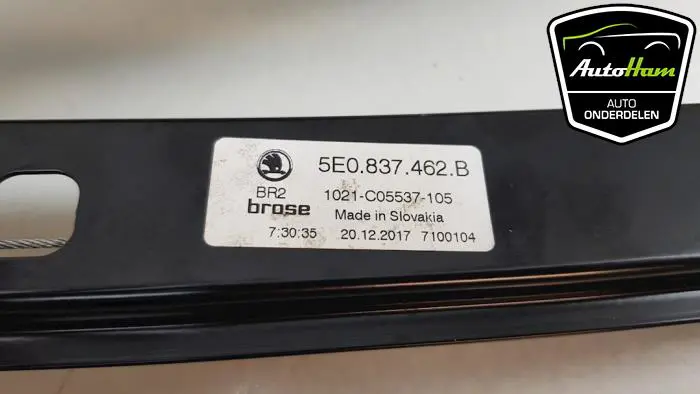 AutoHam
AUTO
ONDERDELEN
5E0.837.462.B
BR2
1021-C05537-105
brose
Made in Slovakia
7:30:35 20.12.2017 7100104